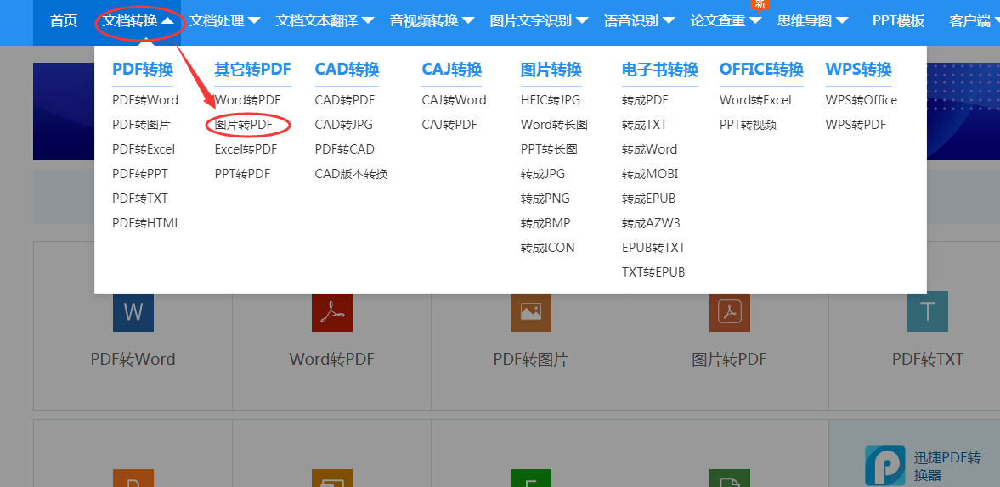 新
首页
文档转换
文档处理
文档文本翻译
音视频转换
图片文字识别
语音识别
论文查重
思维导图
PPT模板
客户端
PDF转换
PDF转Word
PDF转图片
PDF转Excel
PDF转PPT
PDF转TXT
PDF转HTML
其它转PDF
Word转PDF
图片转PDF
Excel转PDF
PPT转PDF
CAD转换
CAD转PDF
CAD转JPG
PDF转CAD
CAD版本转换
CAJ转换
CAJ转Word
CAJ转PDF
图片转换
HEIC转JPG
Word转长图
PPT转长图
转成JPG
转成PNG
转成BMP
转成ICON
电子书转换
转成PDF
转成TXT
转成Word
转成MOBI
转成EPUB
转成AZW3
EPUB转TXT
TXT转EPUB
OFFICE转换
Word转Excel
PPT转视频
WPS转换
WPS转Office
WPS转PDF
W
T
PDF转Word
Word转PDF
PDF转图片
图片转PDF
PDF转TXT
迅捷PDF转
换器